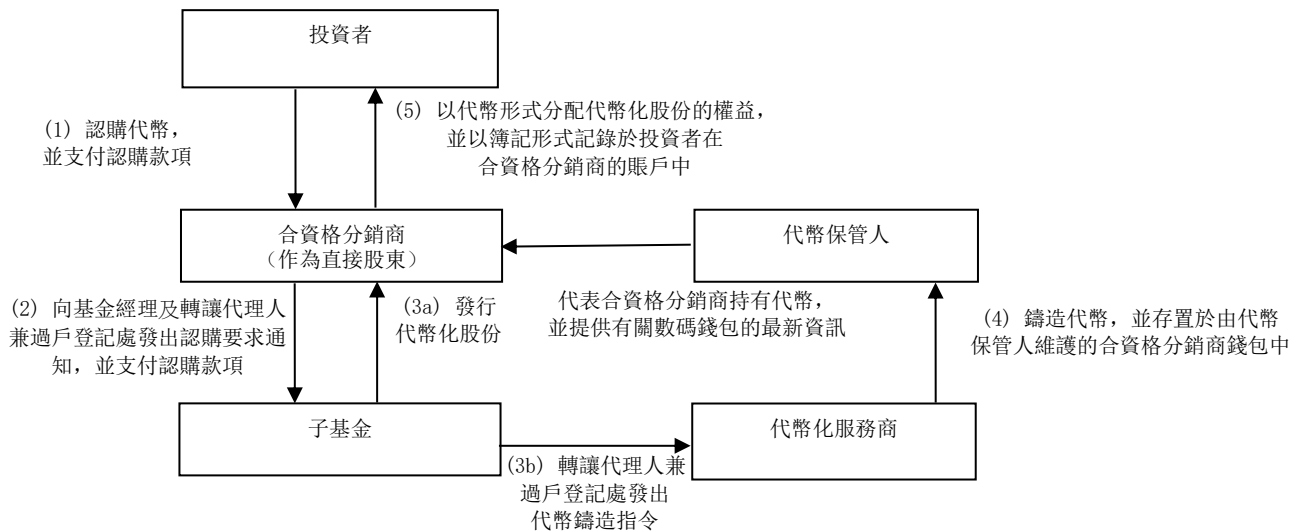 投資者
(1) 認購代幣，
並支付認購款項
(5) 以代幣形式分配代幣化股份的權益，
並以簿記形式記錄於投資者在
合資格分銷商的賬戶中
合資格分銷商
（作為直接股東）
代幣保管人
(2) 向基金經理及轉讓代理人
兼過戶登記處發出認購要求通
知，並支付認購款項
(3a) 發行
代幣化股份
代表合資格分銷商持有代幣，
並提供有關數碼錢包的最新資訊
(4) 鑄造代幣，並存置於由代幣
保管人維護的合資格分銷商錢包中
子基金
代幣化服務商
(3b) 轉讓代理人兼
過戶登記處發出
代幣鑄造指令